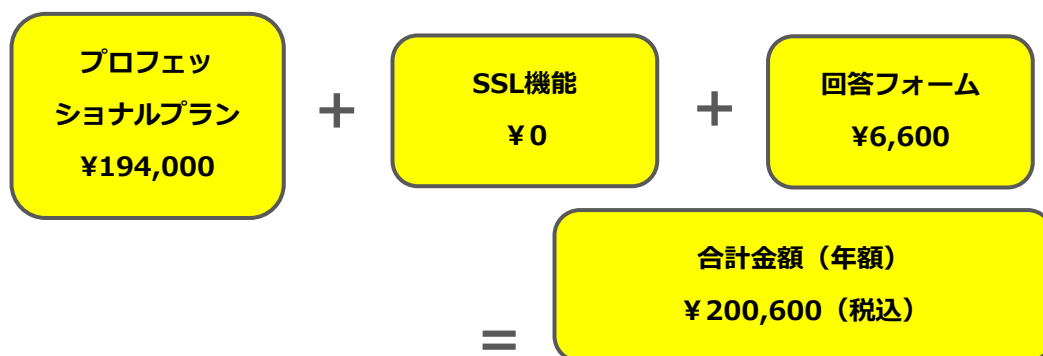 プロフェッ
ショナルプラン
¥194,000
+
SSL機能
¥0
+
回答フォーム
¥6,600
=
合計金額（年額）
¥200,600（税込）